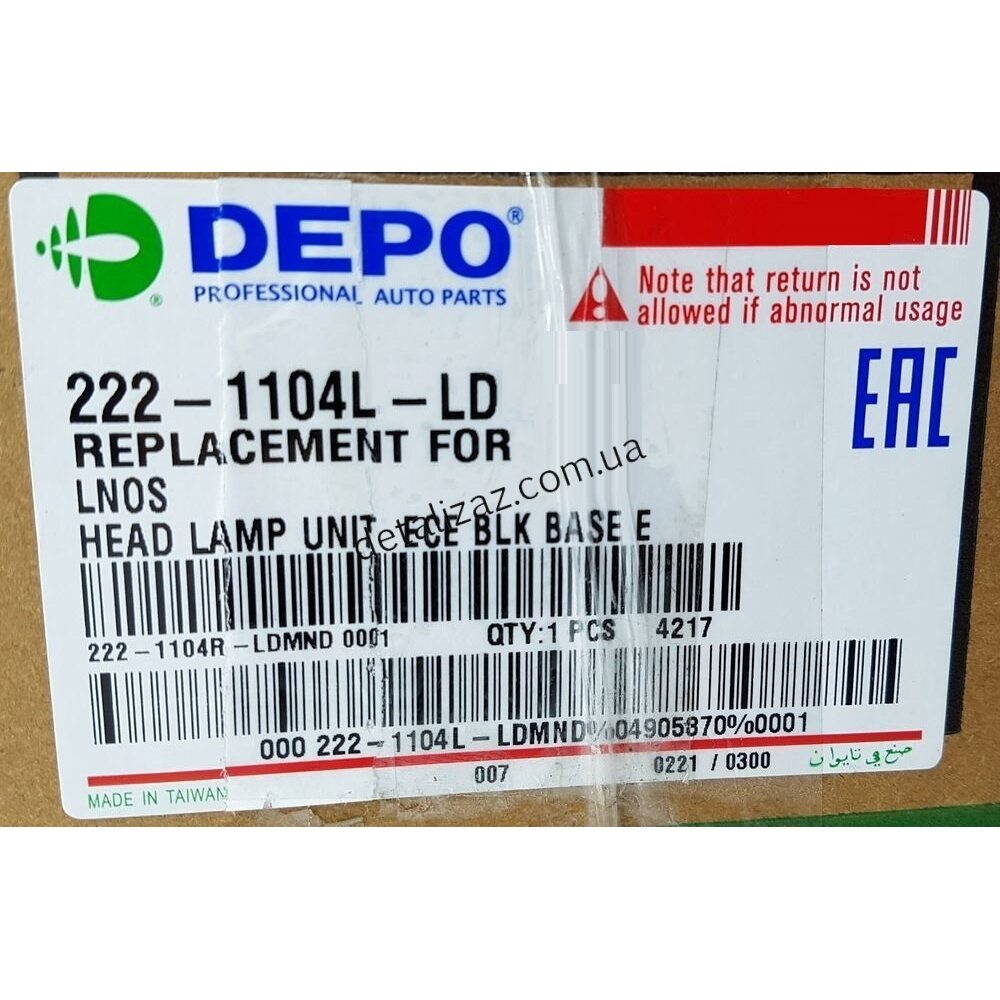 DEPO®
PROFESSIONAL AUTO PARTS
®
Note that return is not
allowed if abnormal usage
222-1104L-LD
REPLACEMENT FOR
EAC
LNOS
HEAD LAMP UNIT, ECE BLK BASE E
detalizaz.com.ua
222-1104R-LDMND 0001 QTY:1 PCS 4217
000 222-1104L-LDMND%04905870%0001
007 0221 / 0300 صنع في تايوان
MADE IN TAIWAN